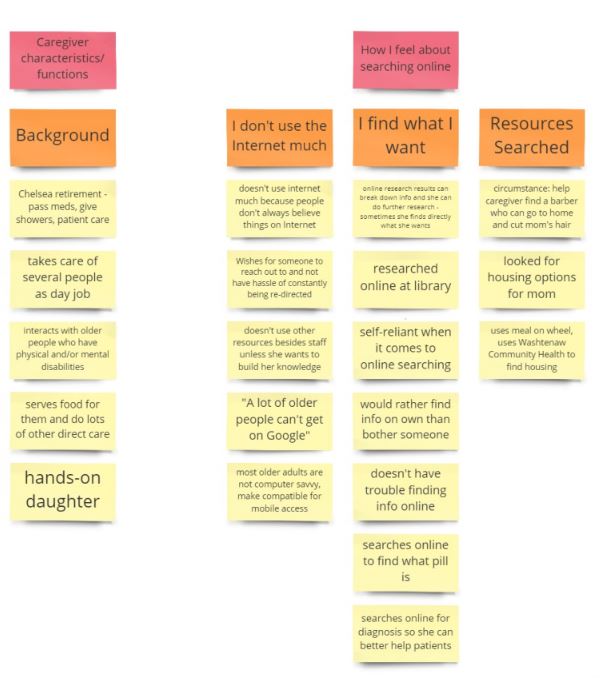 Caregiver
characteristics/
functions
How I feel about
searching online
Background
I don't use the
Internet much
I find what I
want
Resources
Searched
Chelsea retirement -
pass meds, give
showers, patient care
takes care of
several people
as day job
interacts with older
people who have
physical and/or mental
disabilities
serves food for
them and do lots
of other direct care
hands-on
daughter
doesn't use internet
much because people
don't always believe
things on Internet
Wishes for someone to
reach out to and not
have hassle of constantly
being re-directed
doesn't use other
resources besides staff
unless she wants to
build her knowledge
"A lot of older
people can't get
on Google"
most older adults are
not computer savvy,
make compatible for
mobile access
online research results can
break down info and she can
do further research -
sometimes she finds directly
what she wants
researched
online at library
self-reliant when
it comes to
online searching
would rather find
info on own than
bother someone
doesn't have
trouble finding
info online
searches online
to find what pill
is
searches online for
diagnosis so she can
better help patients
circumstance: help
caregiver find a barber
who can go to home
and cut mom's hair
looked for
housing options
for mom
uses meal on wheel,
uses Washtenaw
Community Health to
find housing